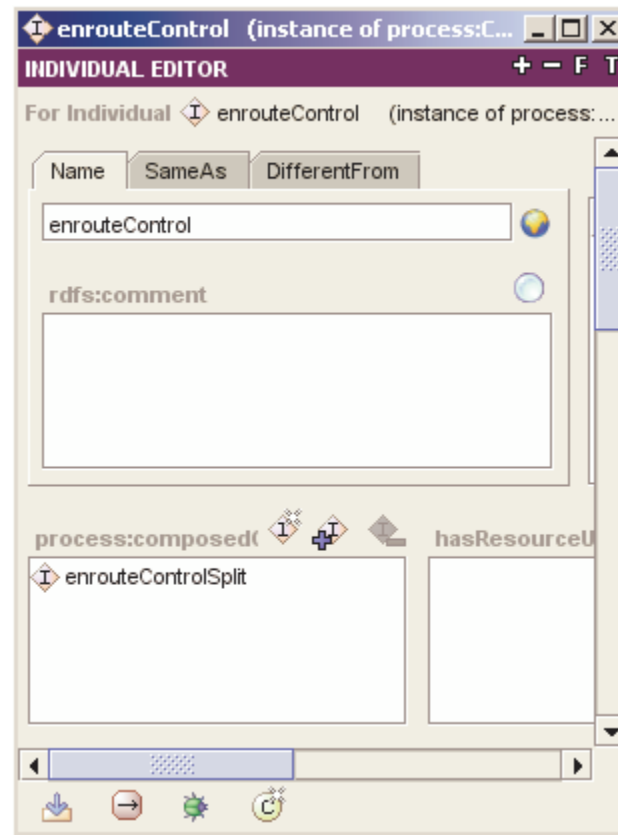 enrouteControl (instance of process:C...
INDIVIDUAL EDITOR + − F T
For Individual enrouteControl (instance of process:...
Name SameAs DifferentFrom
enrouteControl
rdfs:comment
process:composed( hasResourceU
enrouteControlSplit